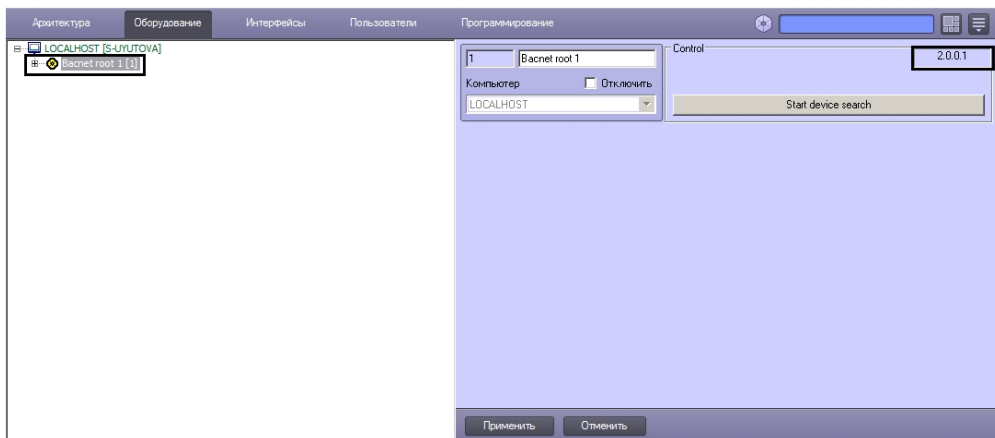 Архитектура Оборудование Интерфейсы Пользователи Программирование
LOCALHOST [S-UYUTOVA]
Bacnet root 1 [1]
1 Bacnet root 1
Компьютер Отключить
LOCALHOST
Control
2.0.0.1
Start device search
Применить Отменить